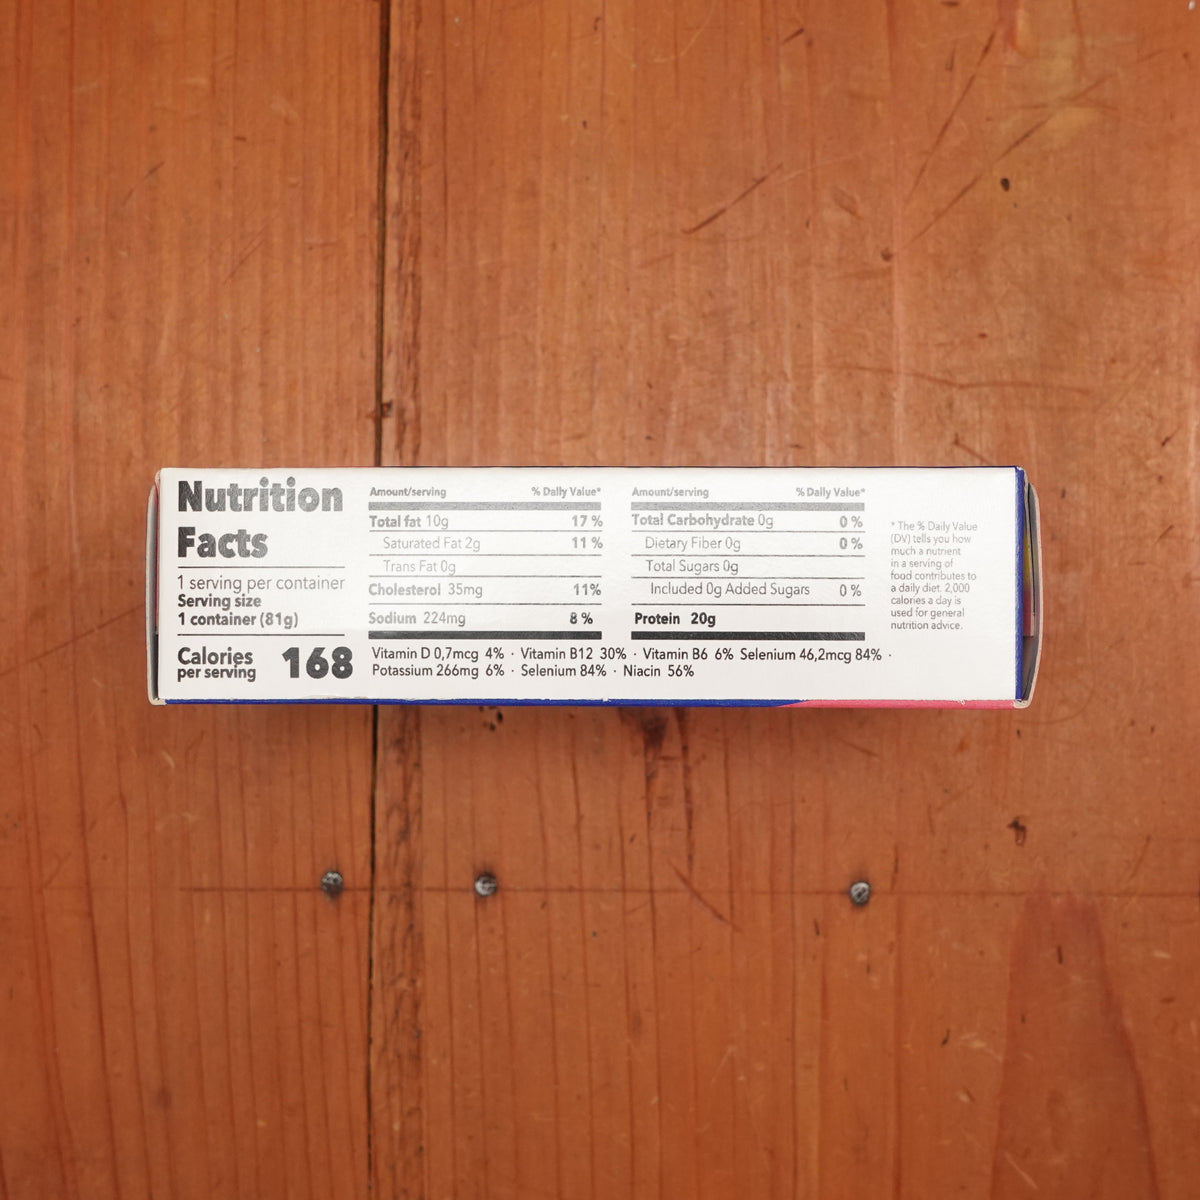 Nutrition
Facts
1 serving per container
Serving size
1 container (81g)
Calories
per serving
168
Amount/serving % Daily Value*
Total fat 10g 17 %
Saturated Fat 2g 11 %
Trans Fat 0g
Cholesterol 35mg 11%
Sodium 224mg 8 %
Amount/serving % Daily Value*
Total Carbohydrate 0g 0 %
Dietary Fiber 0g 0 %
Total Sugars 0g
Included 0g Added Sugars 0 %
Protein 20g
Vitamin D 0,7mcg 4% · Vitamin B12 30% · Vitamin B6 6% Selenium 46,2mcg 84% ·
Potassium 266mg 6% · Selenium 84% · Niacin 56%
* The % Daily Value
(DV) tells you how
much a nutrient
in a serving of
food contributes to
a daily diet. 2,000
calories a day is
used for general
nutrition advice.